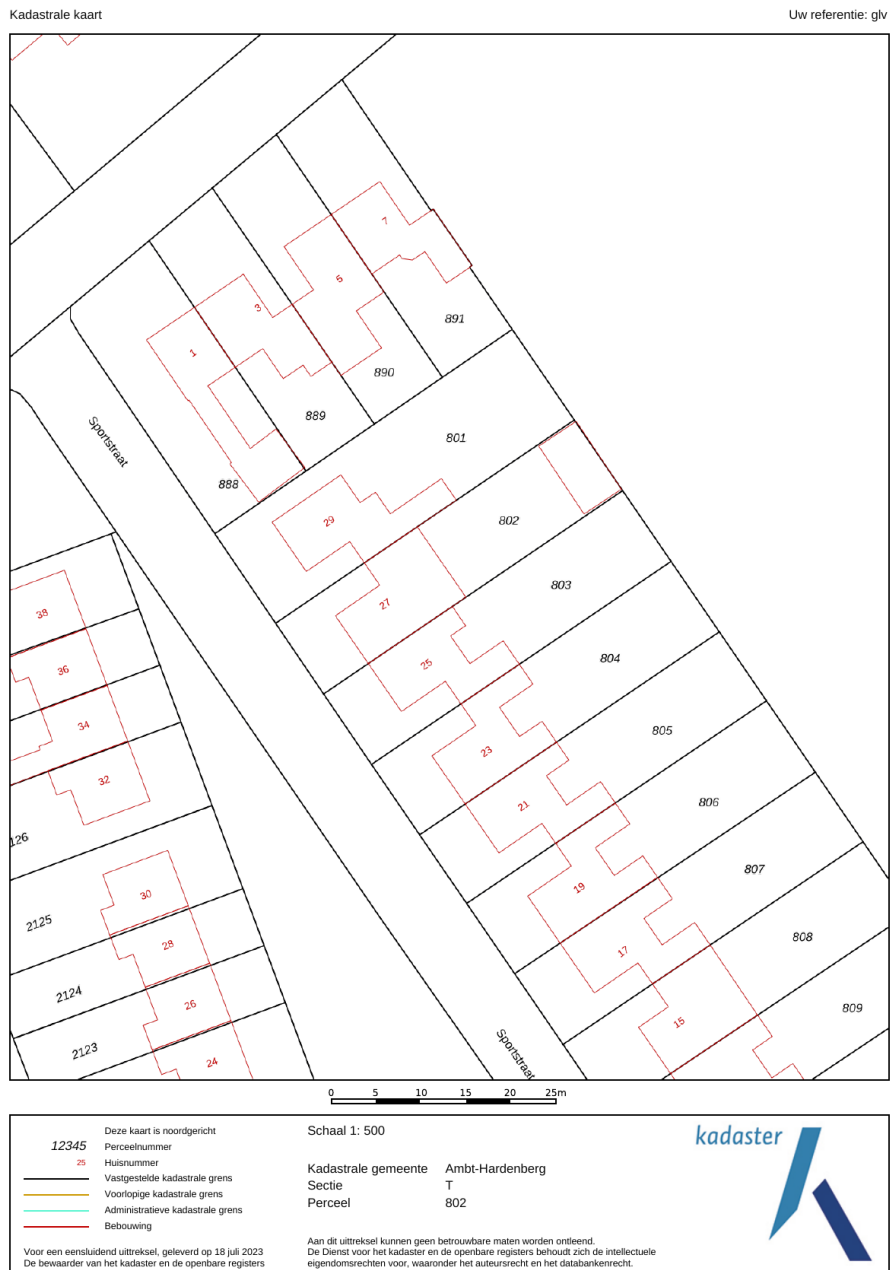 Kadastrale kaart
Uw referentie: glv
7
5
3
1
891
890
889
888
Sportstraat
801
802
29
27
803
25
804
38
36
34
32
23
805
21
806
126
30
2125
19
807
28
17
808
2124
26
15
809
2123
24
Sportstraat
0 5 10 15 20 25m
Deze kaart is noordgericht
12345 Perceelnummer
25 Huisnummer
Vastgestelde kadastrale grens
Voorlopige kadastrale grens
Administratieve kadastrale grens
Bebouwing
Voor een eensluidend uittreksel, geleverd op 18 juli 2023
De bewaarder van het kadaster en de openbare registers
Schaal 1: 500
Kadastrale gemeente Ambt-Hardenberg
Sectie T
Perceel 802
Aan dit uittreksel kunnen geen betrouwbare maten worden ontleend.
De Dienst voor het kadaster en de openbare registers behoudt zich de intellectuele
eigendomsrechten voor, waaronder het auteursrecht en het databankenrecht.
kadaster